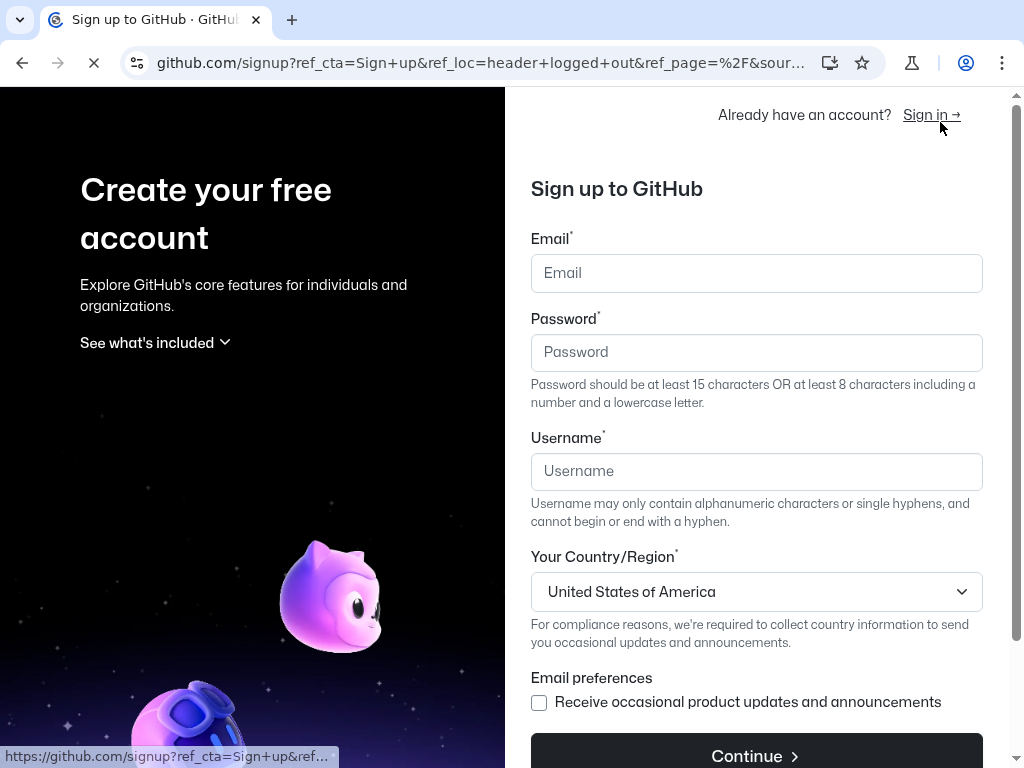 Sign up to GitHub · GitHu
github.com/signup?ref_cta=Sign+up&ref_loc=header+logged+out&ref_page=%2F&sour...
Already have an account? Sign in →
Create your free
account
Explore GitHub's core features for individuals and
organizations.
See what's included
Sign up to GitHub
Email*
Email
Password*
Password
Password should be at least 15 characters OR at least 8 characters including a
number and a lowercase letter.
Username*
Username
Username may only contain alphanumeric characters or single hyphens, and
cannot begin or end with a hyphen.
Your Country/Region*
United States of America
For compliance reasons, we're required to collect country information to send
you occasional updates and announcements.
Email preferences
Receive occasional product updates and announcements
Continue
https://github.com/signup?ref_cta=Sign+up&ref...